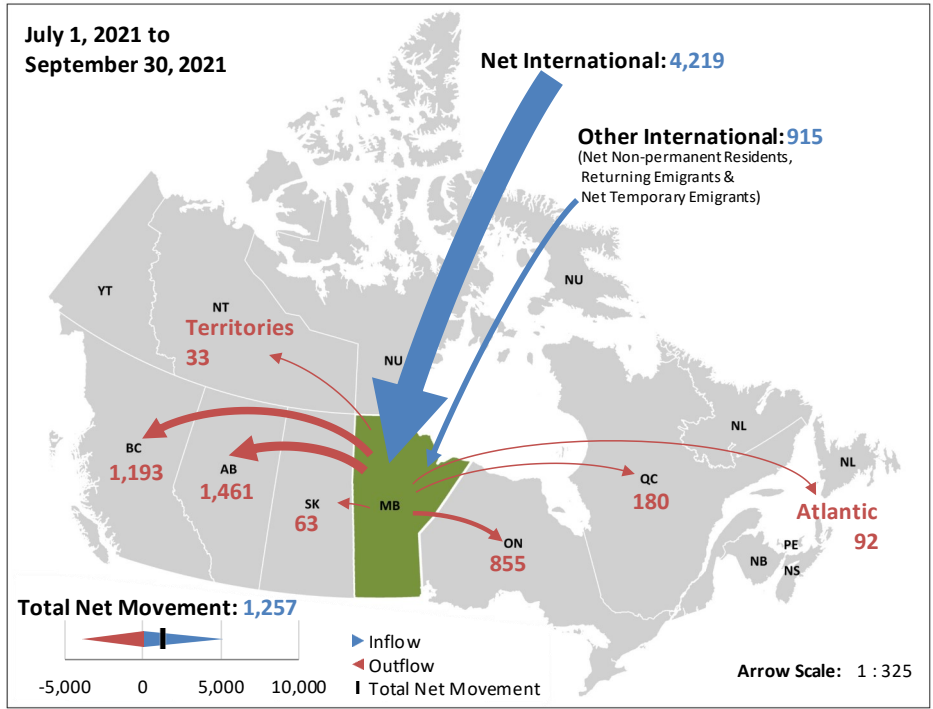 July 1, 2021 to
September 30, 2021
Net International: 4,219
Other International: 915
(Net Non-permanent Residents,
Returning Emigrants &
Net Temporary Emigrants)
YT
NT
NU
NU
Territories
33
BC
1,193
AB
1,461
SK
63
MB
ON
855
QC
180
NL
NL
Atlantic
92
PE
NB
NS
Total Net Movement: 1,257
-5,000 0 5,000 10,000
Inflow
Outflow
Total Net Movement
Arrow Scale: 1 : 325